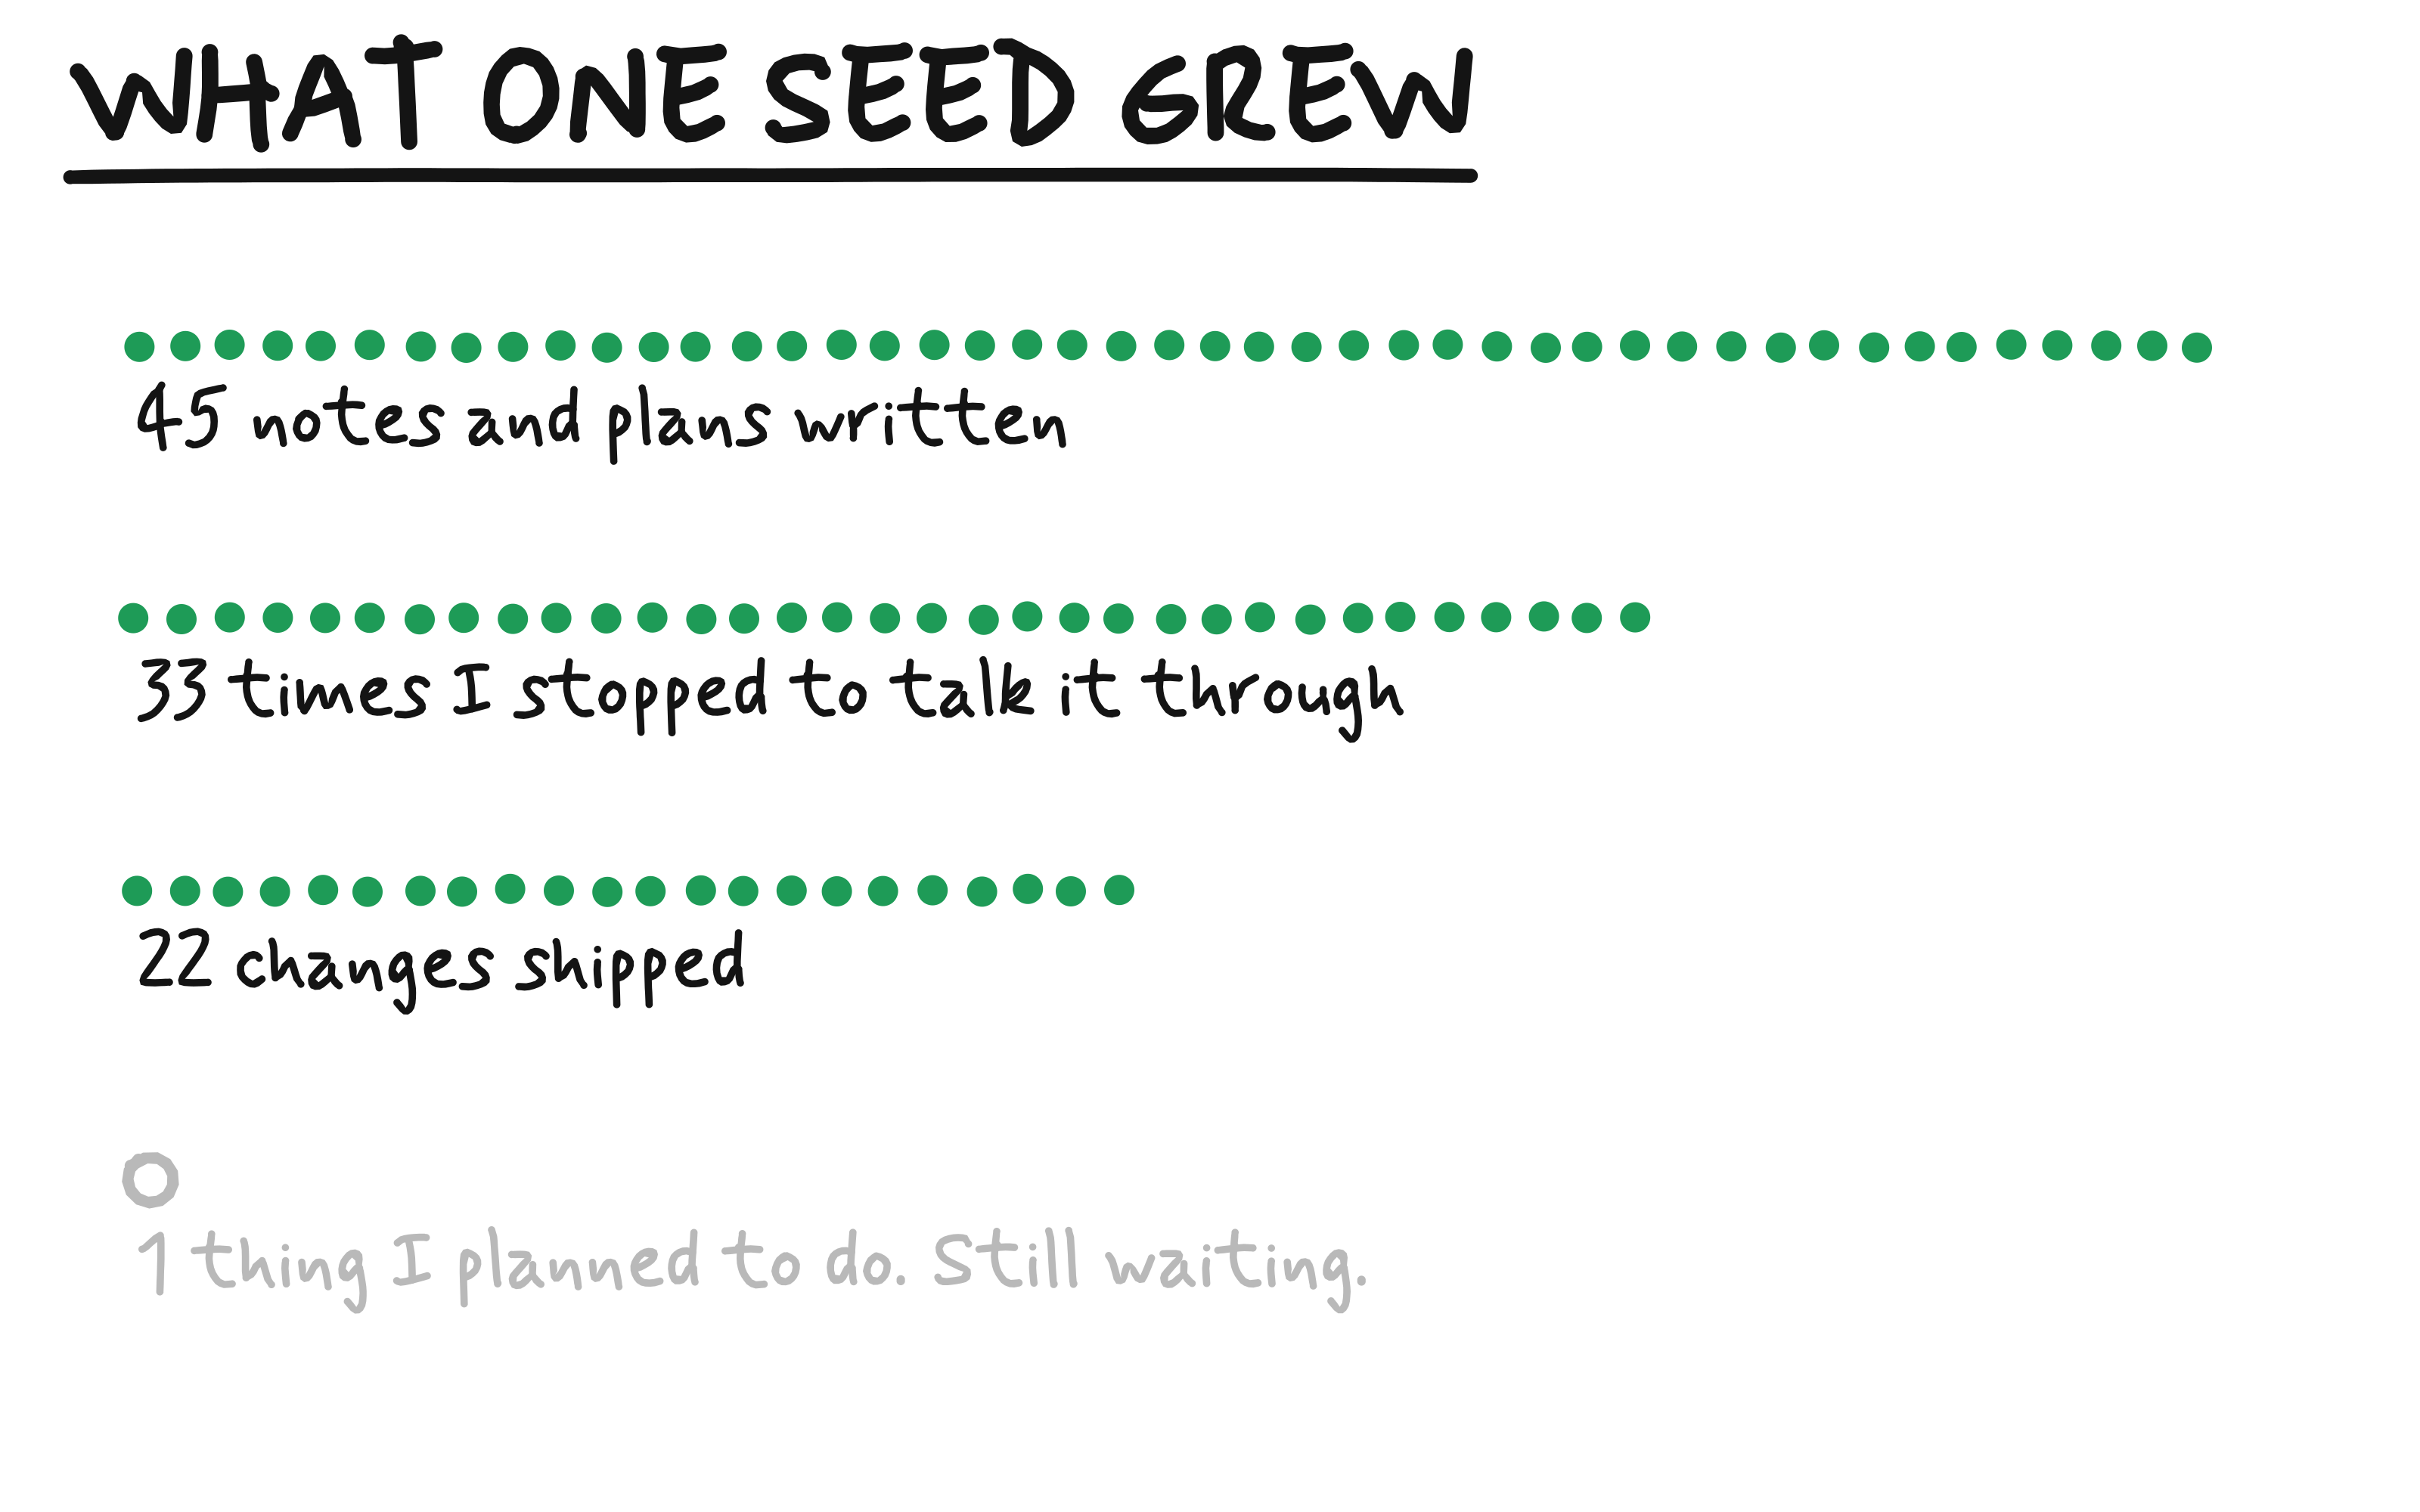 WHAT ONE SEED GREW
45 notes and plans written
33 times I stopped to talk it through
22 changes shipped
1 thing I planned to do. Still waiting.